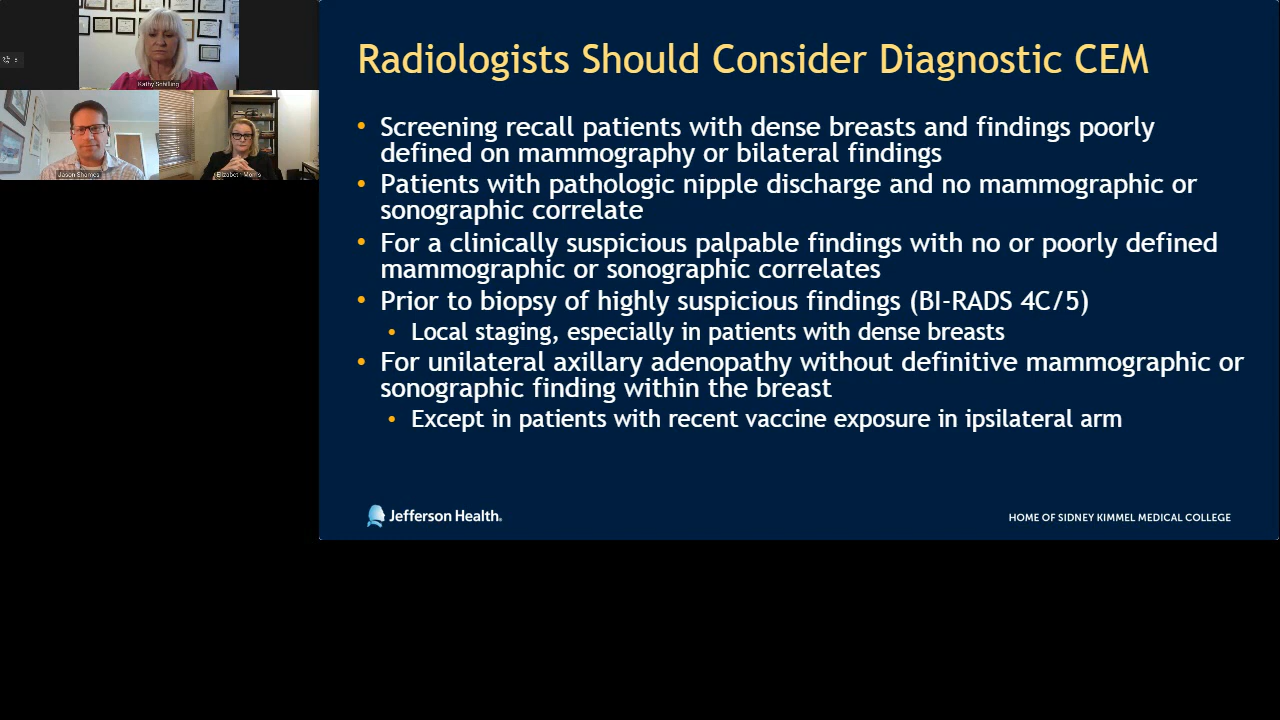 Kathy Schilling
Jason Shames
Elizabeth Morris
Radiologists Should Consider Diagnostic CEM
• Screening recall patients with dense breasts and findings poorly
defined on mammography or bilateral findings
• Patients with pathologic nipple discharge and no mammographic or
sonographic correlate
• For a clinically suspicious palpable findings with no or poorly defined
mammographic or sonographic correlates
• Prior to biopsy of highly suspicious findings (BI-RADS 4C/5)
• Local staging, especially in patients with dense breasts
• For unilateral axillary adenopathy without definitive mammographic or
sonographic finding within the breast
• Except in patients with recent vaccine exposure in ipsilateral arm
Jefferson Health.
HOME OF SIDNEY KIMMEL MEDICAL COLLEGE